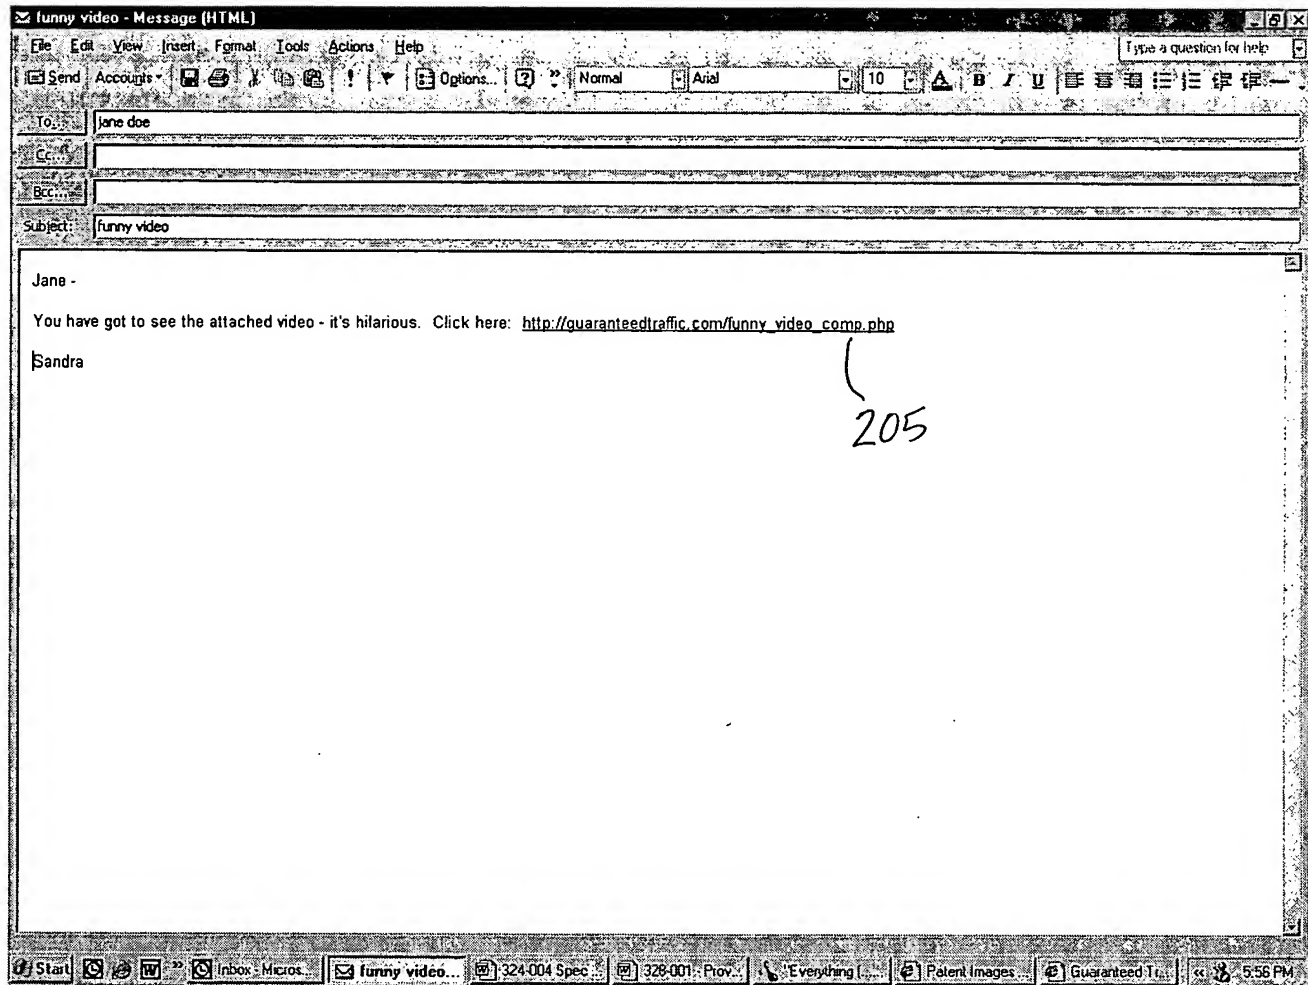 funny video - Message (HTML)
File Edit View Insert Format Tools Actions Help
Type a question for help
Send Accounts Options... Normal Arial 10 A B I U
To... jane doe
Cc...
Bcc...
Subject: funny video
Jane -
You have got to see the attached video - it's hilarious. Click here: http://guaranteedtraffic.com/funny_video_comp.php
Sandra
205
Start Inbox - Micros... funny video... 324-004 Spec... 328-001 - Prov... "Everything [... Patent Images ... Guaranteed Tr... 5:56 PM